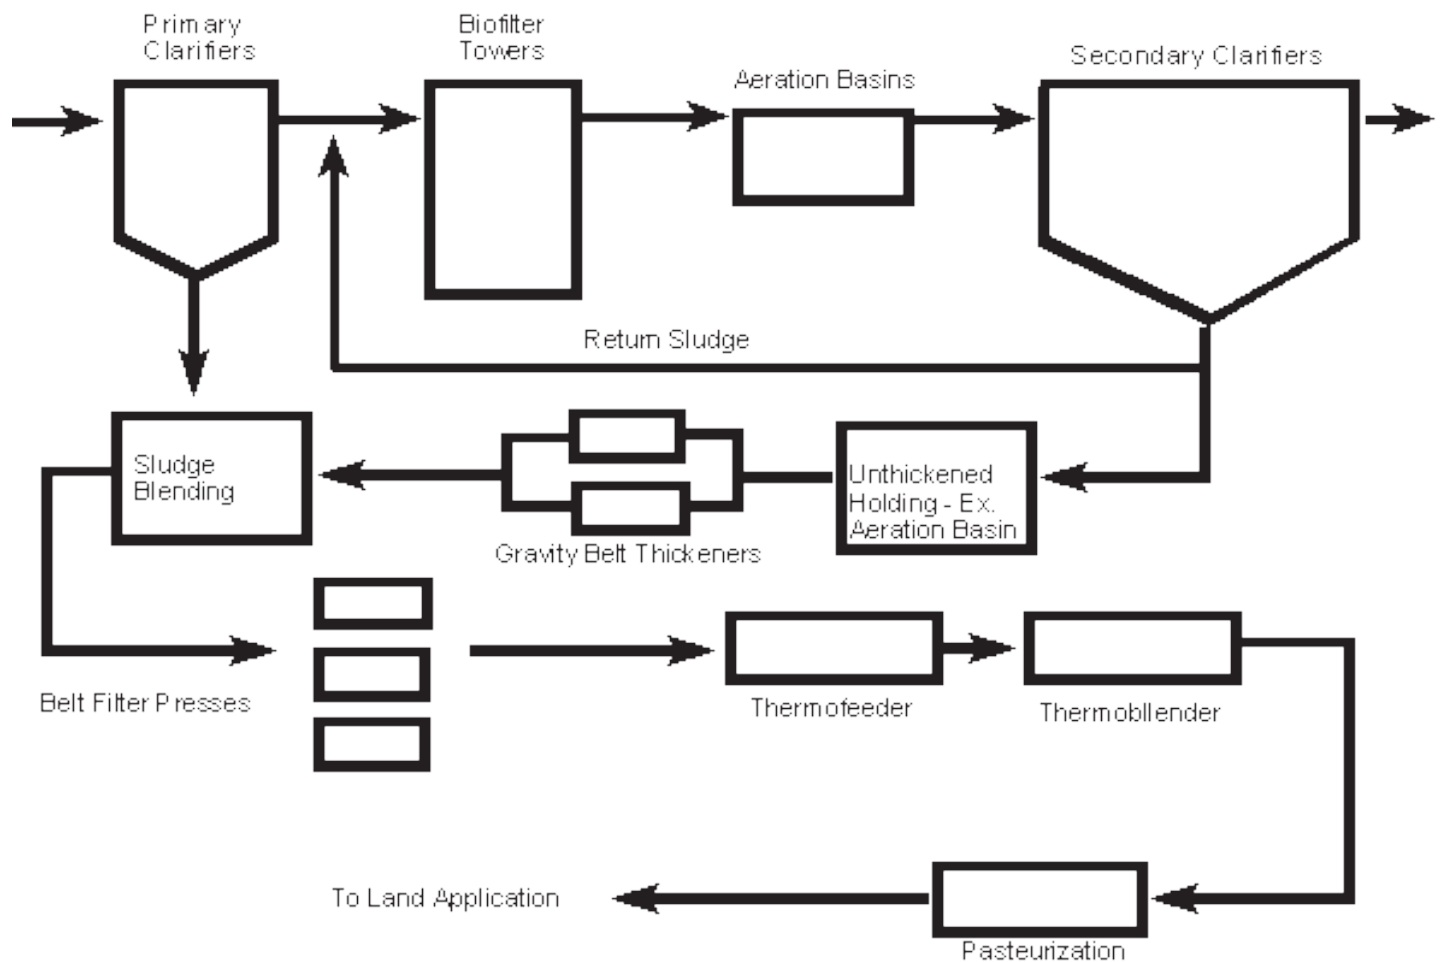 Primary
Clarifiers
Biofilter
Towers
Aeration Basins
Secondary Clarifiers
Return Sludge
Sludge
Blending
Unthickened
Holding - Ex.
Aeration Basin
Gravity Belt Thickeners
Belt Filter Presses
Thermofeeder
Thermobllender
To Land Application
Pasteurization